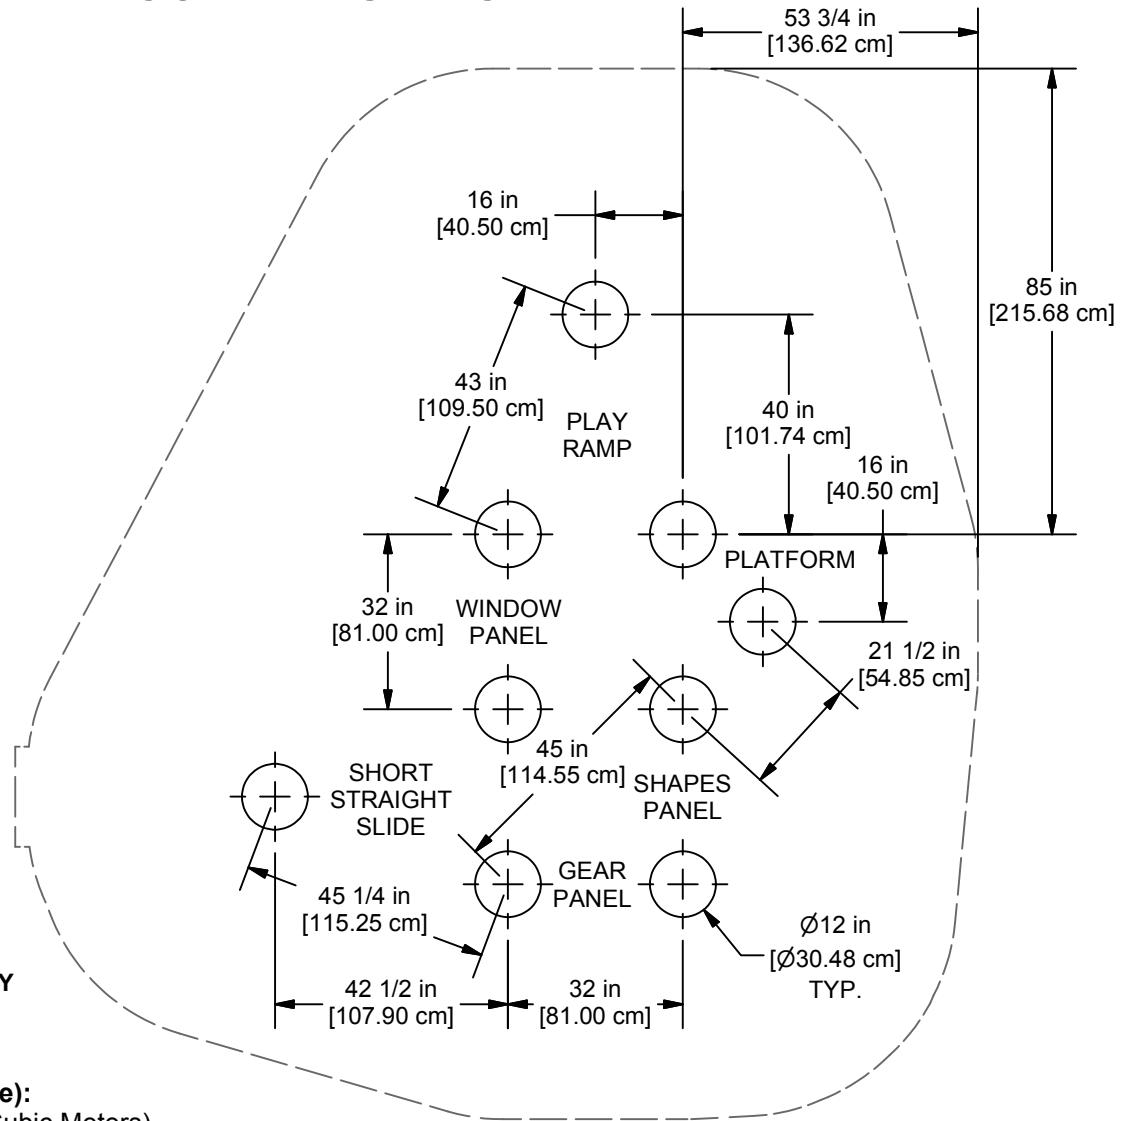 53 3/4 in
[136.62 cm]
16 in
[40.50 cm]
85 in
[215.68 cm]
43 in
[109.50 cm]
PLAY
RAMP
40 in
[101.74 cm]
16 in
[40.50 cm]
PLATFORM
32 in
[81.00 cm]
WINDOW
PANEL
21 1/2 in
[54.85 cm]
45 in
[114.55 cm]
SHORT
STRAIGHT
SLIDE
SHAPES
PANEL
GEAR
PANEL
45 1/4 in
[115.25 cm]
Ø12 in
[Ø30.48 cm]
TYP.
42 1/2 in
[107.90 cm]
32 in
[81.00 cm]
Y
e):